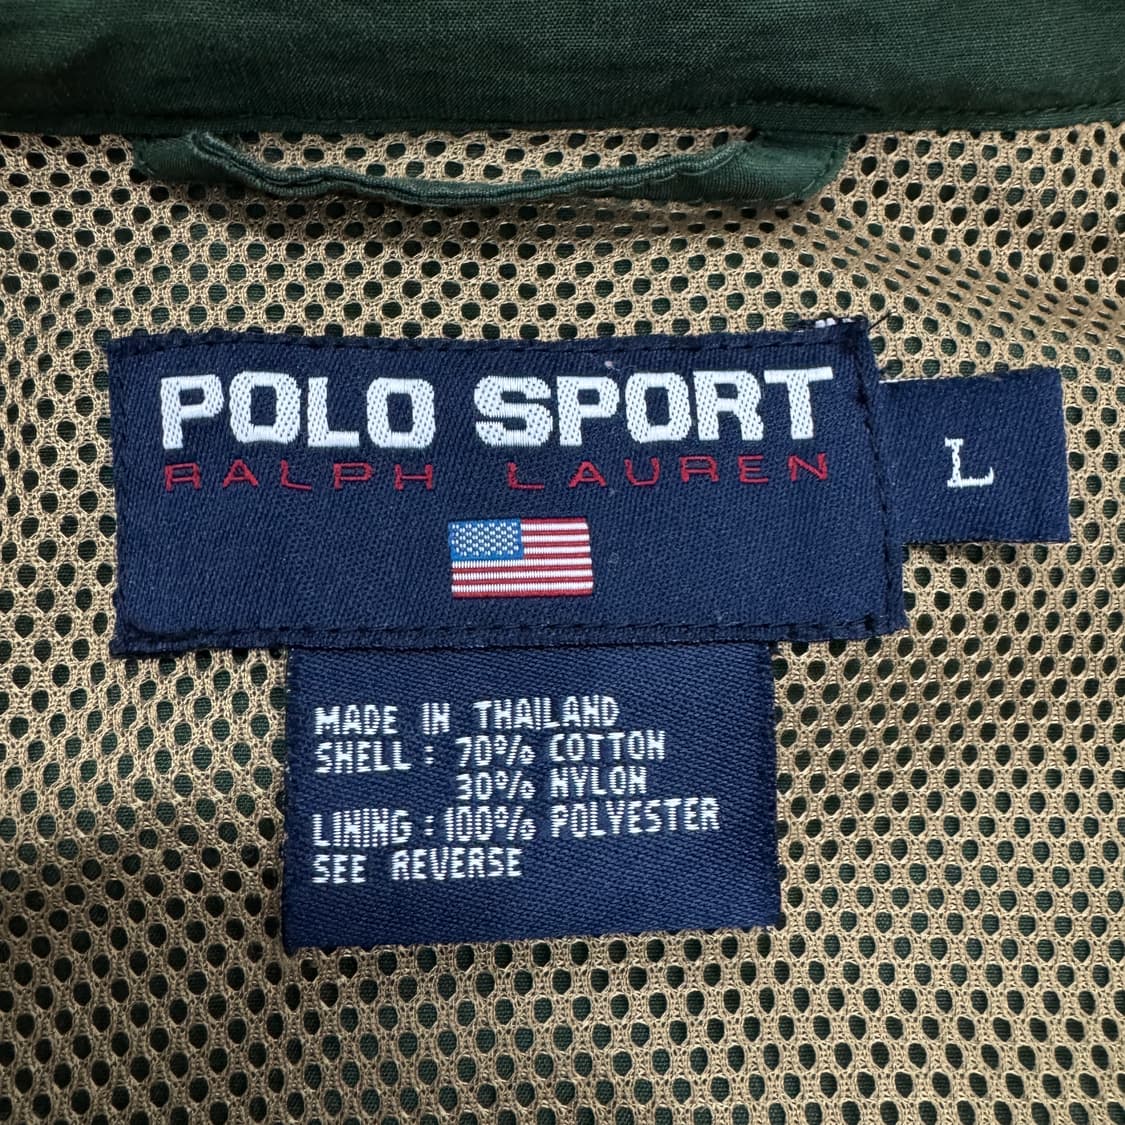 POLO SPORT
RALPH LAUREN
L
MADE IN THAILAND
SHELL : 70% COTTON
30% NYLON
LINING : 100% POLYESTER
SEE REVERSE